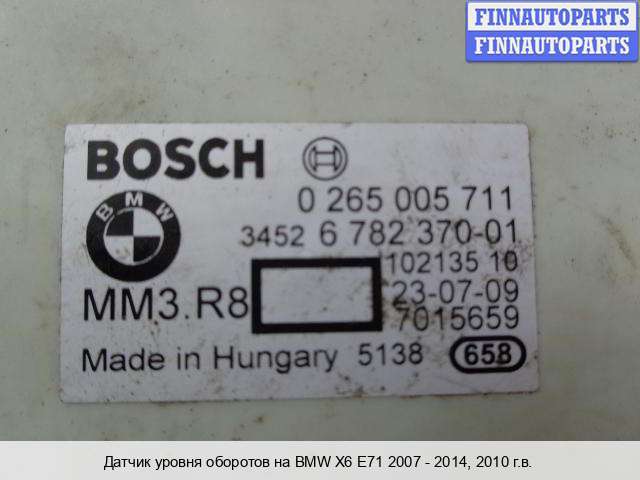 FINNAUTOPARTS
FINNAUTOPARTS
BOSCH
0 265 005 711
BMW
3452 6 782 370-01
102135 10
MM3.R8
23-07-09
7015659
Made in Hungary 5138 658
Датчик уровня оборотов на BMW X6 E71 2007 - 2014, 2010 г.в.